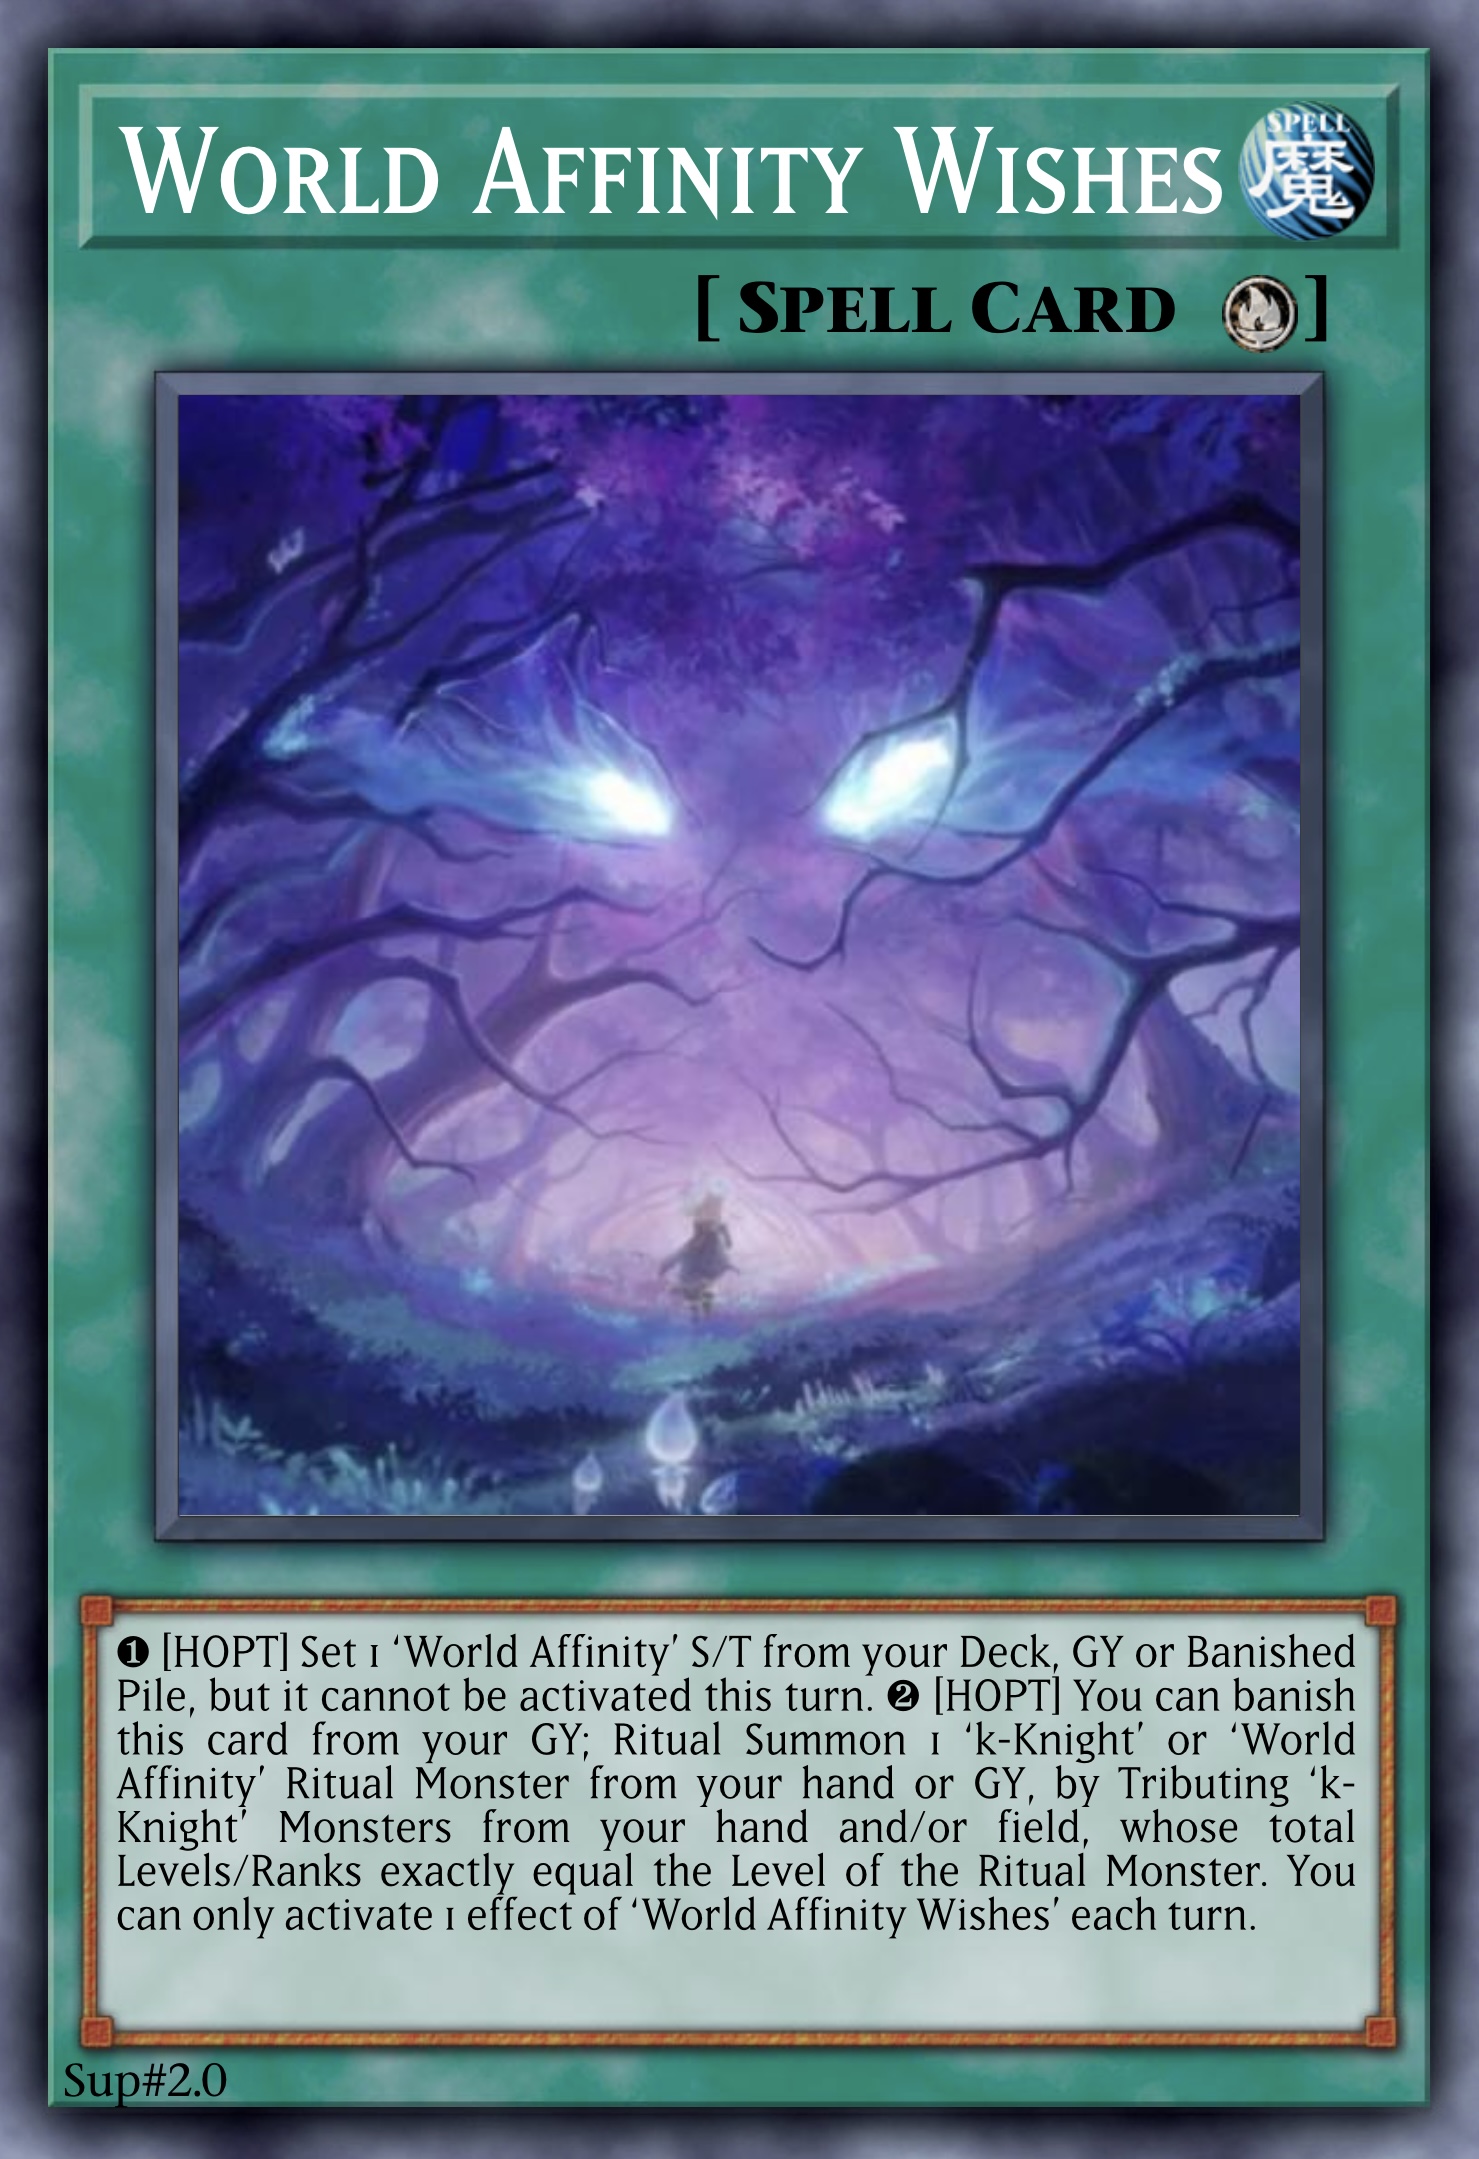 World Affinity Wishes
SPELL
魔
[ Spell Card ]
❶ [HOPT] Set 1 ‘World Affinity’ S/T from your Deck, GY or Banished
Pile, but it cannot be activated this turn. ❷ [HOPT] You can banish
this card from your GY; Ritual Summon 1 ‘k-Knight’ or ‘World
Affinity’ Ritual Monster from your hand or GY, by Tributing ‘k-
Knight’ Monsters from your hand and/or field, whose total
Levels/Ranks exactly equal the Level of the Ritual Monster. You
can only activate 1 effect of ‘World Affinity Wishes’ each turn.
Sup#2.0